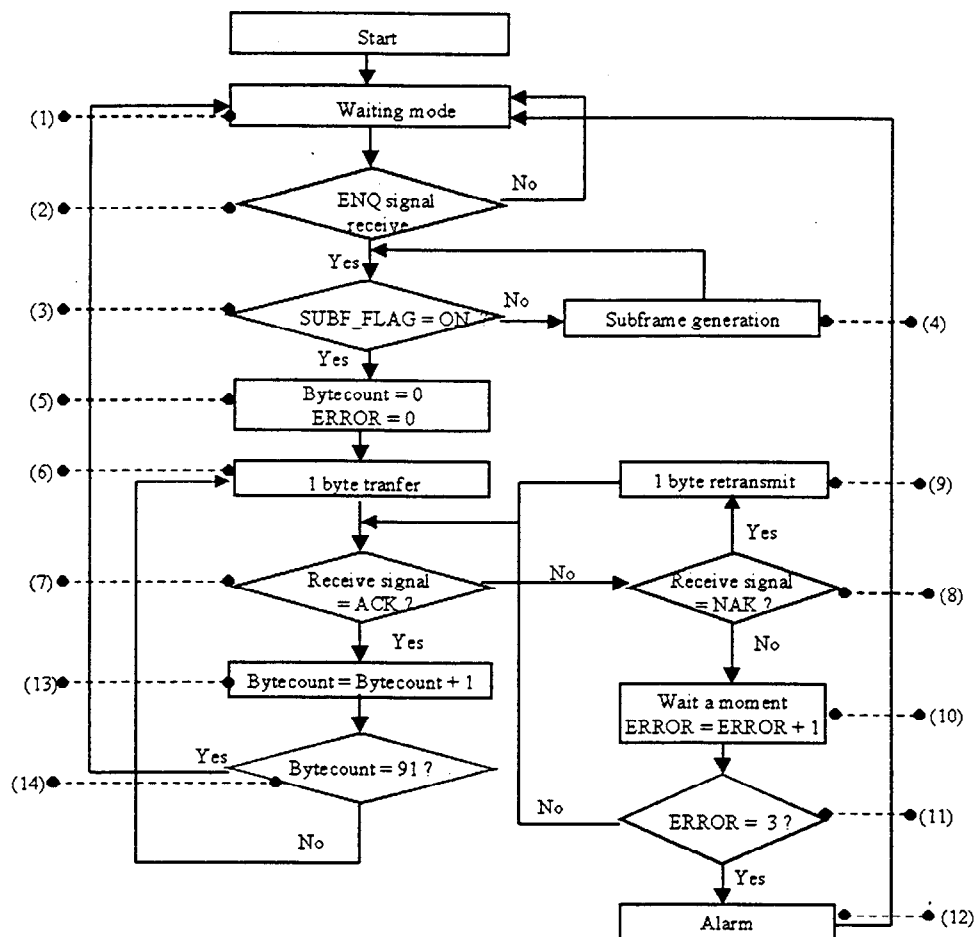 Start
Waiting mode
(1)
No
ENQ signal
receive
(2)
Yes
(3)
SUBF_FLAG = ON ?
No
Subframe generation
(4)
Yes
(5)
Bytecount = 0
ERROR = 0
(6)
1 byte tranfer
1 byte retransmit
(9)
Yes
(7)
Receive signal
= ACK ?
No
Receive signal
= NAK ?
(8)
Yes
No
(13)
Bytecount = Bytecount + 1
Wait a moment
ERROR = ERROR + 1
(10)
Yes
Bytecount = 91 ?
(14)
No
No
ERROR = 3 ?
(11)
Yes
Alarm
(12)